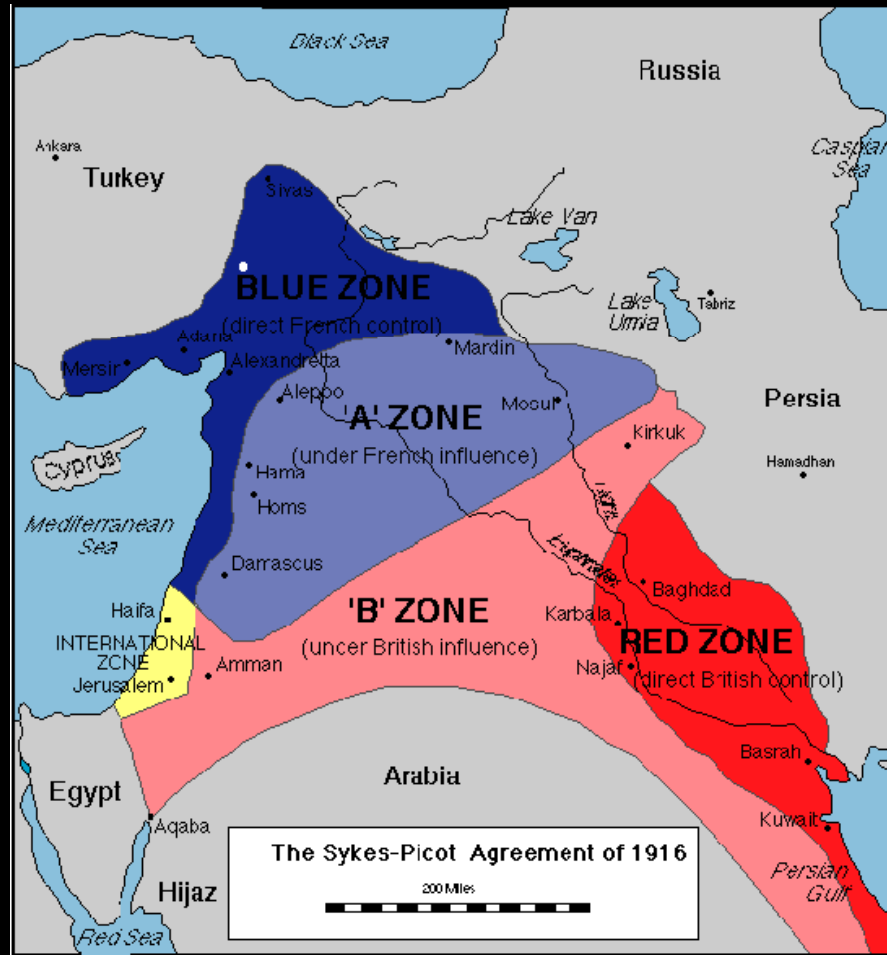 Black Sea
Russia
Ankara
Caspian
Sea
Turkey
Sivas
Lake Van
BLUE ZONE
(direct French control)
Lake
Urmia
Tabriz
Adana
Mersin
Alexandretta
Mardin
Aleppo
Mosul
'A' ZONE
(under French influence)
Persia
Kirkuk
Cyprus
Hama
Hamadhan
Homs
Tigris
Mediterranean
Sea
Euphrates
Damascus
Baghdad
Haifa
'B' ZONE
(under British influence)
Karbala
INTERNATIONAL
ZONE
RED ZONE
(direct British control)
Amman
Najaf
Jerusalem
Basrah
Arabia
Egypt
Aqaba
Kuwait
The Sykes-Picot Agreement of 1916
200 Miles
Persian
Gulf
Hijaz
Red Sea